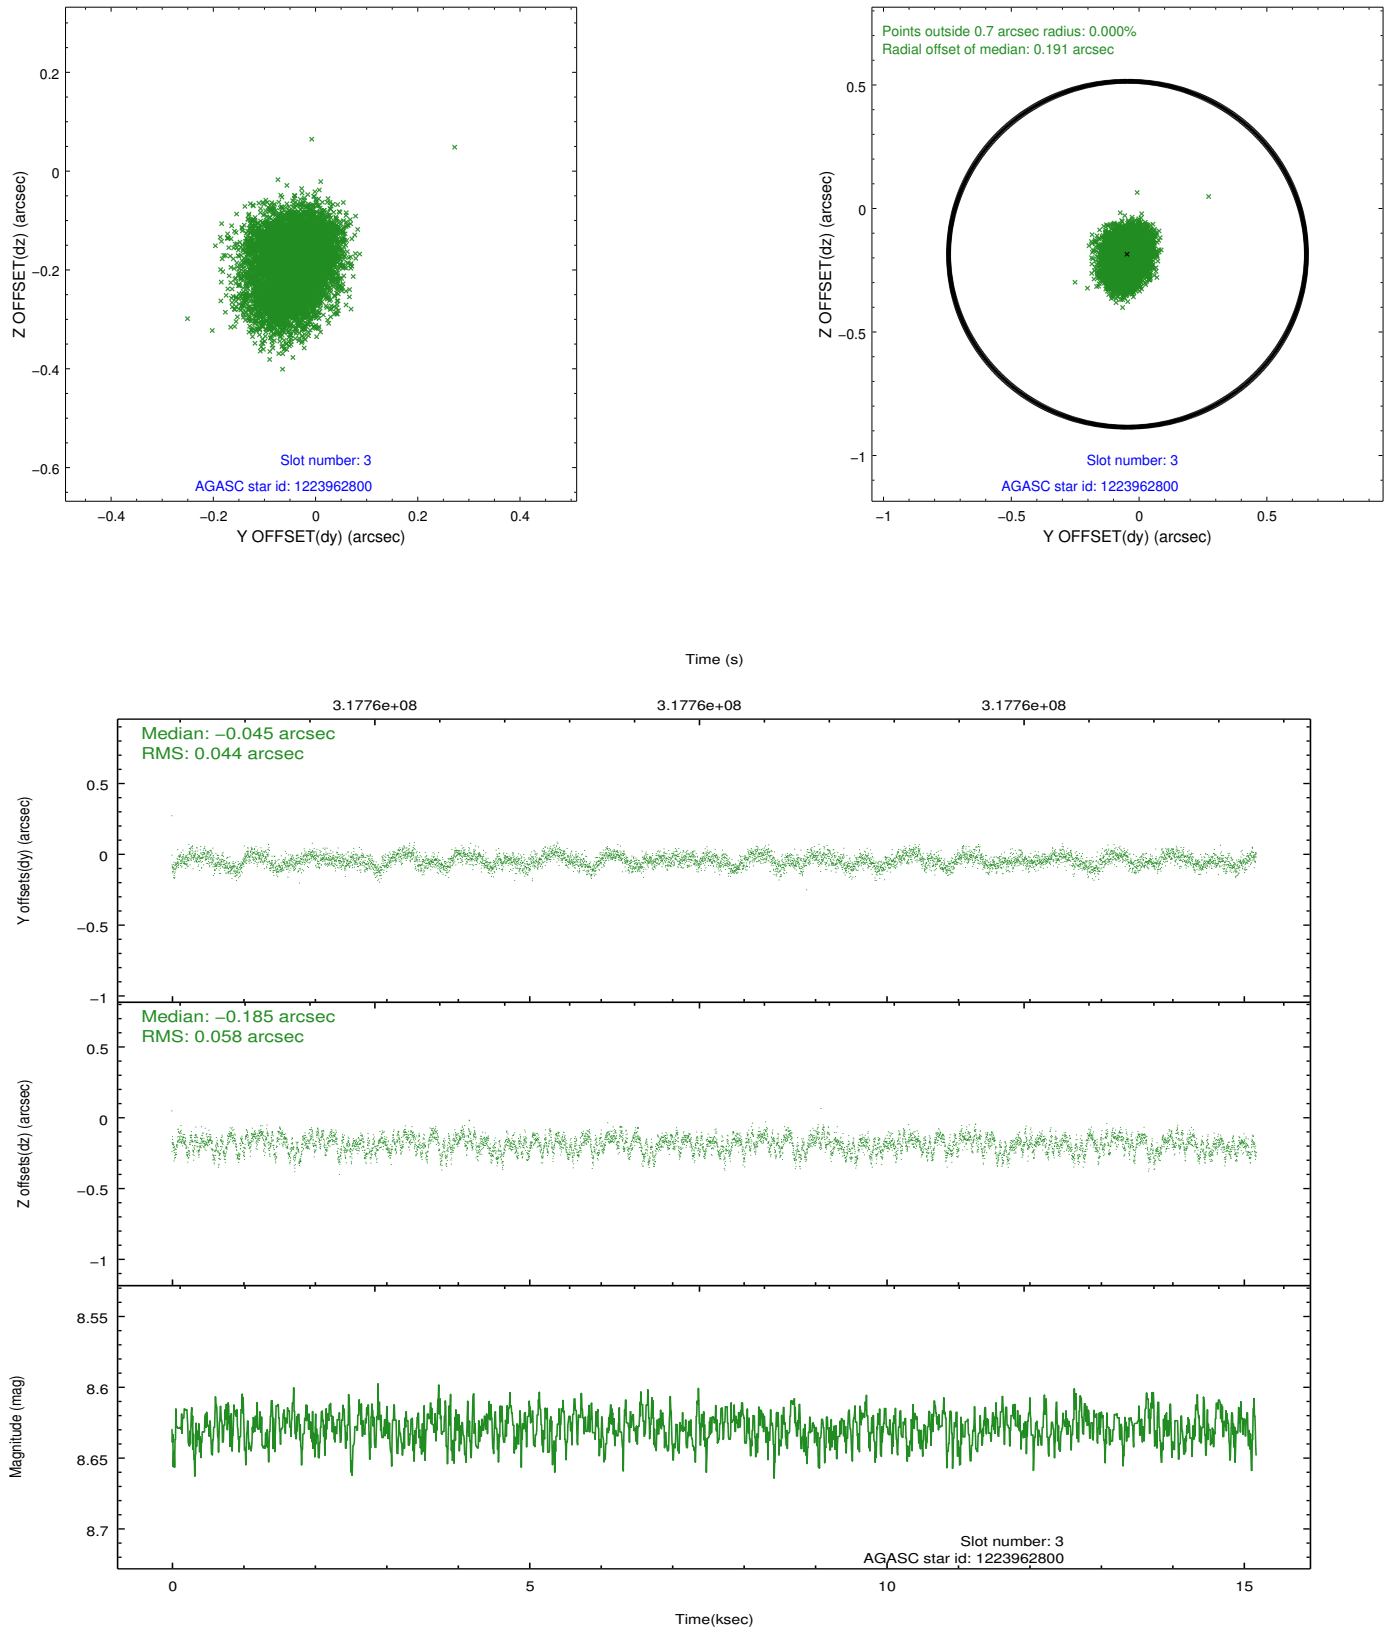 0.2
0
−0.2
−0.4
−0.6
Z OFFSET(dz) (arcsec)
Slot number: 3
AGASC star id: 1223962800
−0.4 −0.2 0 0.2 0.4
Y OFFSET(dy) (arcsec)
Points outside 0.7 arcsec radius: 0.000%
Radial offset of median: 0.191 arcsec
0.5
0
−0.5
−1
Z OFFSET(dz) (arcsec)
Slot number: 3
AGASC star id: 1223962800
−1 −0.5 0 0.5
Y OFFSET(dy) (arcsec)
Time (s)
3.1776e+08 3.1776e+08 3.1776e+08
Median: −0.045 arcsec
RMS: 0.044 arcsec
0.5
0
−0.5
−1
Y offsets(dy) (arcsec)
Median: −0.185 arcsec
RMS: 0.058 arcsec
0.5
0
−0.5
−1
Z offsets(dz) (arcsec)
8.55
8.6
8.65
8.7
Magnitude (mag)
Slot number: 3
AGASC star id: 1223962800
0 5 10 15
Time(ksec)